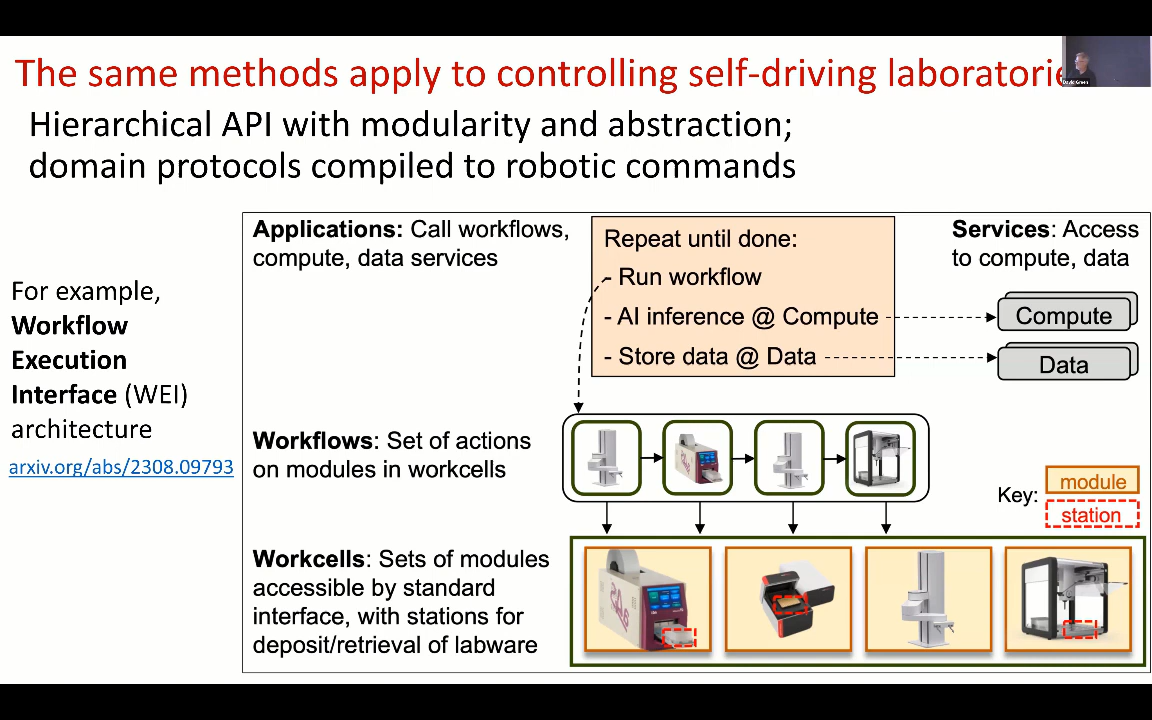 The same methods apply to controlling self-driving laboratorie
Hierarchical API with modularity and abstraction;
domain protocols compiled to robotic commands
For example,
Workflow
Execution
Interface (WEI)
architecture
arxiv.org/abs/2308.09793
Applications: Call workflows,
compute, data services
Repeat until done:
- Run workflow
- AI inference @ Compute
- Store data @ Data
Services: Access
to compute, data
Compute
Data
Workflows: Set of actions
on modules in workcells
Key:
module
station
Workcells: Sets of modules
accessible by standard
interface, with stations for
deposit/retrieval of labware